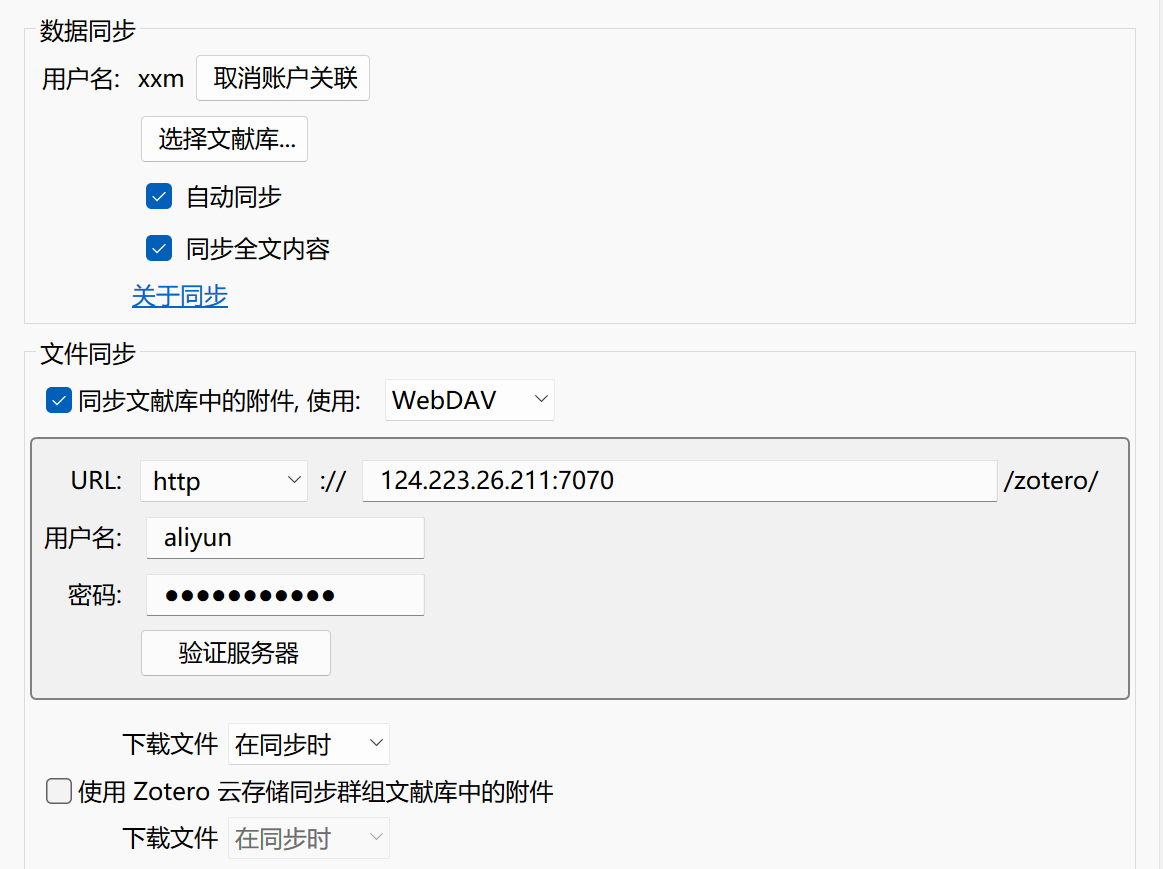 数据同步
用户名: xxm 取消账户关联
选择文献库...
自动同步
同步全文内容
关于同步
文件同步
同步文献库中的附件, 使用: WebDAV
URL: http :// 124.223.26.211:7070 /zotero/
用户名: aliyun
密码: ●●●●●●●●●●●
验证服务器
下载文件 在同步时
使用 Zotero 云存储同步群组文献库中的附件
下载文件 在同步时